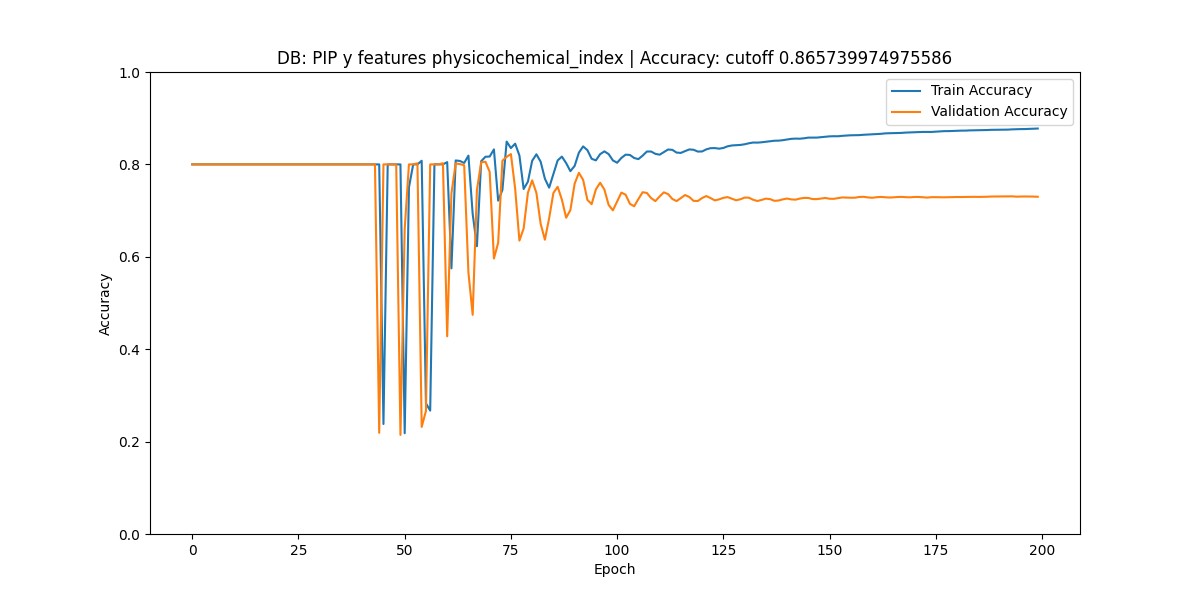 DB: PIP y features physicochemical_index | Accuracy: cutoff 0.865739974975586
1.0
Train Accuracy
Validation Accuracy
0.8
0.6
Accuracy
0.4
0.2
0.0
0 25 50 75 100 125 150 175 200
Epoch